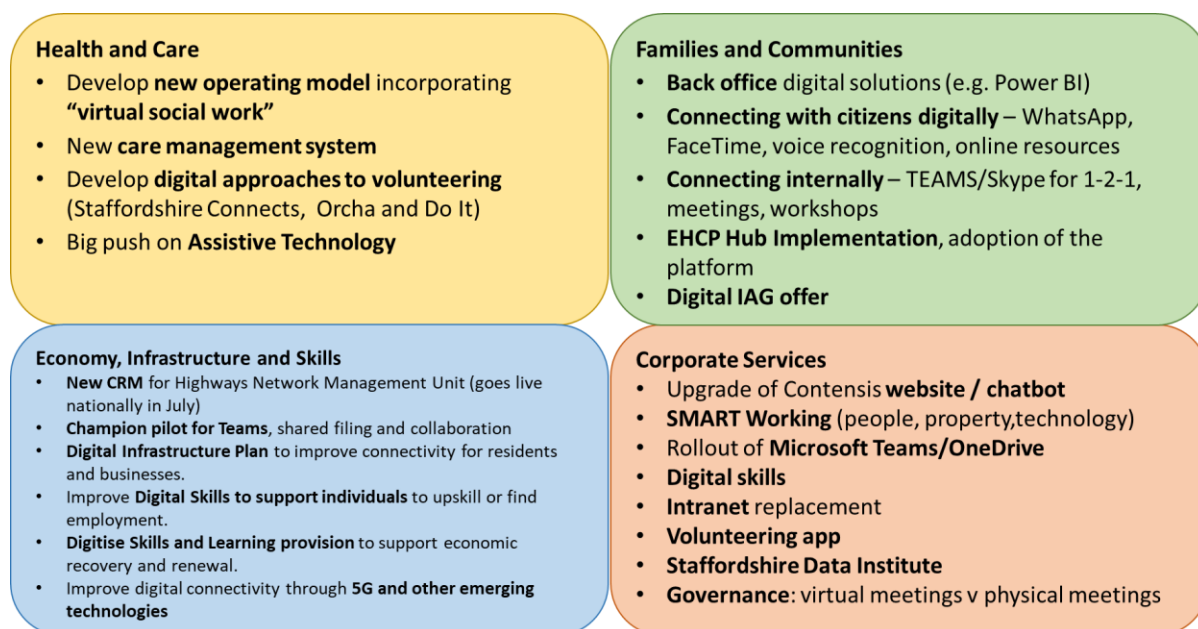 Health and Care
• Develop new operating model incorporating
“virtual social work”
• New care management system
• Develop digital approaches to volunteering
(Staffordshire Connects,  Orcha and Do It)
• Big push on Assistive Technology
Families and Communities
• Back office digital solutions (e.g. Power BI)
• Connecting with citizens digitally – WhatsApp,
FaceTime, voice recognition, online resources
• Connecting internally – TEAMS/Skype for 1-2-1,
meetings, workshops
• EHCP Hub Implementation, adoption of the
platform
• Digital IAG offer
Economy, Infrastructure and Skills
• New CRM for Highways Network Management Unit (goes live
nationally in July)
• Champion pilot for Teams, shared filing and collaboration
• Digital Infrastructure Plan to improve connectivity for residents
and businesses.
• Improve Digital Skills to support individuals to upskill or find
employment.
• Digitise Skills and Learning provision to support economic
recovery and renewal.
• Improve digital connectivity through 5G and other emerging
technologies
Corporate Services
• Upgrade of Contensis website / chatbot
• SMART Working (people, property,technology)
• Rollout of Microsoft Teams/OneDrive
• Digital skills
• Intranet replacement
• Volunteering app
• Staffordshire Data Institute
• Governance: virtual meetings v physical meetings